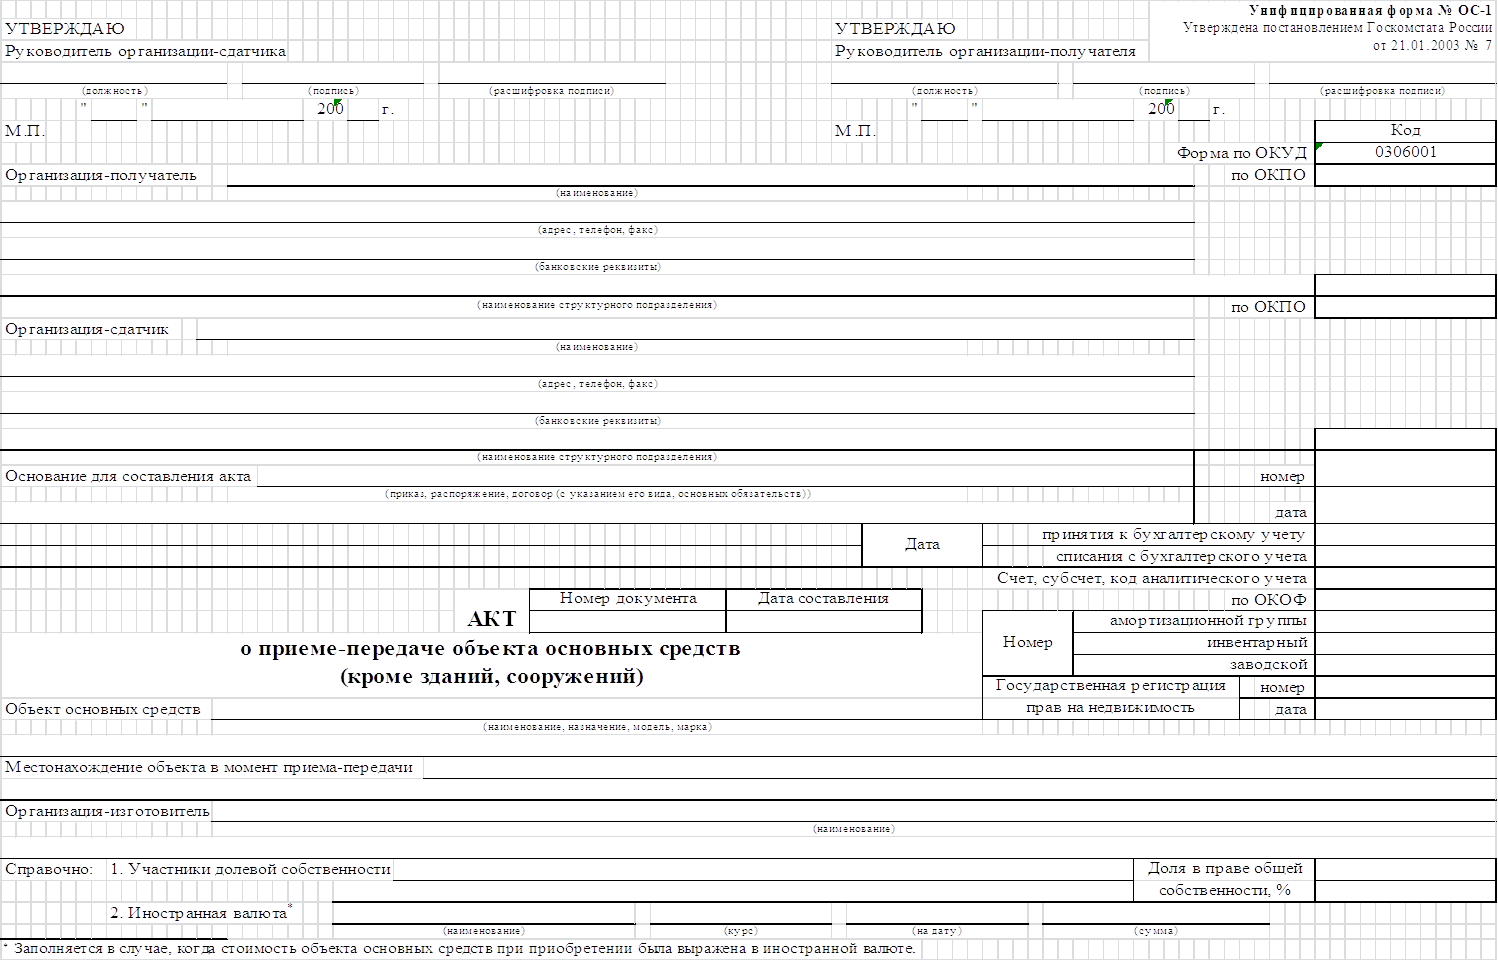 Унифицированная форма № ОС-1
УТВЕРЖДАЮ УТВЕРЖДАЮ Утверждена постановлением Госкомстата России
Руководитель организации-сдатчика Руководитель организации-получателя от 21.01.2003 № 7
(должность) (подпись) (расшифровка подписи) (должность) (подпись) (расшифровка подписи)
" " 200 г. " " 200 г.
М.П. М.П. Код
Форма по ОКУД 0306001
Организация-получатель по ОКПО
(наименование)
(адрес, телефон, факс)
(банковские реквизиты)
(наименование структурного подразделения) по ОКПО
Организация-сдатчик
(наименование)
(адрес, телефон, факс)
(банковские реквизиты)
(наименование структурного подразделения)
Основание для составления акта номер
(приказ, распоряжение, договор (с указанием его вида, основных обязательств))
дата
Дата принятия к бухгалтерскому учету
списания с бухгалтерского учета
Счет, субсчет, код аналитического учета
Номер документа Дата составления по ОКОФ
АКТ
Номер амортизационной группы
инвентарный
заводской
о приеме-передаче объекта основных средств
(кроме зданий, сооружений)
Государственная регистрация номер
Объект основных средств прав на недвижимость дата
(наименование, назначение, модель, марка)
Местонахождение объекта в момент приема-передачи
Организация-изготовитель
(наименование)
Справочно: 1. Участники долевой собственности Доля в праве общей
собственности, %
2. Иностранная валюта*
(наименование) (курс) (на дату) (сумма)
* Заполняется в случае, когда стоимость объекта основных средств при приобретении была выражена в иностранной валюте.